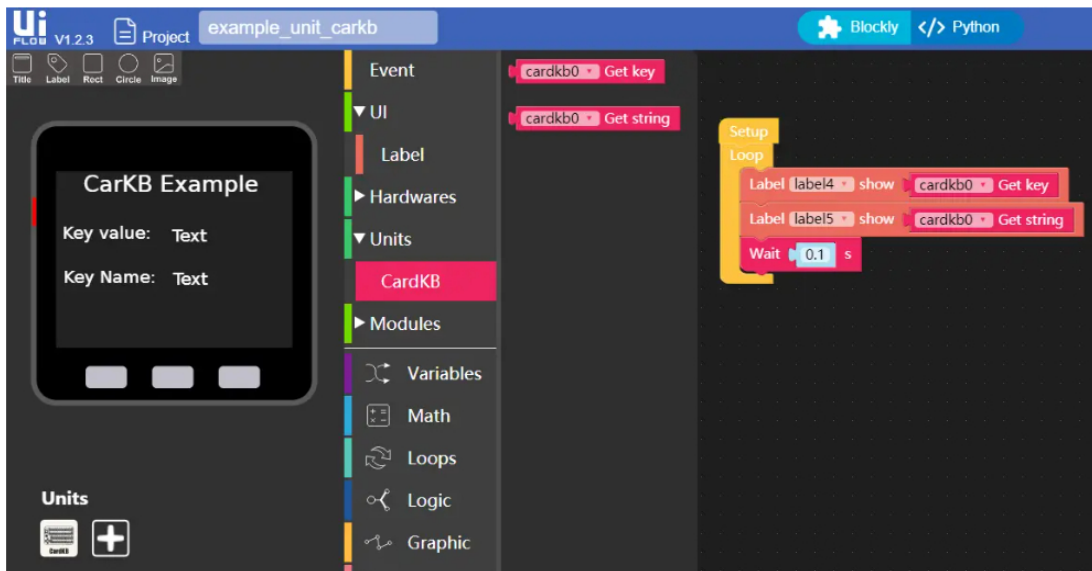 Ui
FLOW V1.2.3
Project
example_unit_carkb
Blockly
</> Python
Title
Label
Rect
Circle
Image
CarKB Example
Key value: Text
Key Name: Text
Units
CardKB
Event
UI
Label
Hardwares
Units
CardKB
Modules
Variables
Math
Loops
Logic
Graphic
cardkb0 Get key
cardkb0 Get string
Setup
Loop
Label label4 show cardkb0 Get key
Label label5 show cardkb0 Get string
Wait 0.1 s